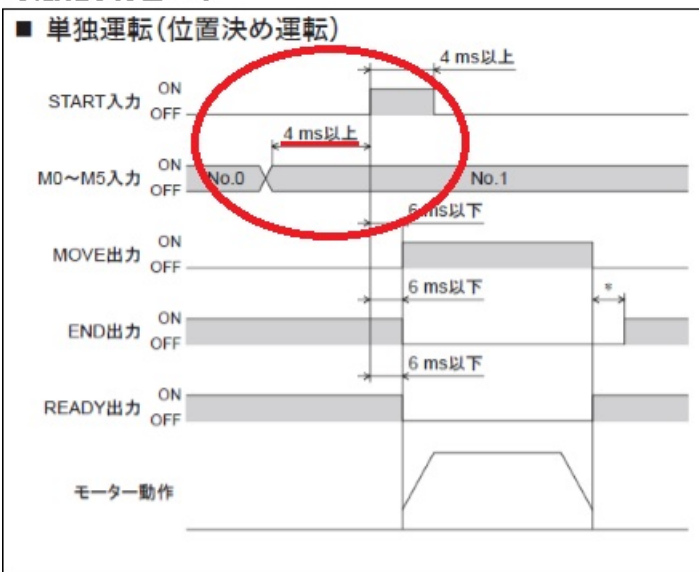 ■ 単独運転(位置決め運転)
4 ms以上
START入力 ON
OFF
4 ms以上
M0～M5入力 ON
OFF
No.0
No.1
6 ms以下
MOVE出力 ON
OFF
6 ms以下
*
END出力 ON
OFF
6 ms以下
READY出力 ON
OFF
モーター動作